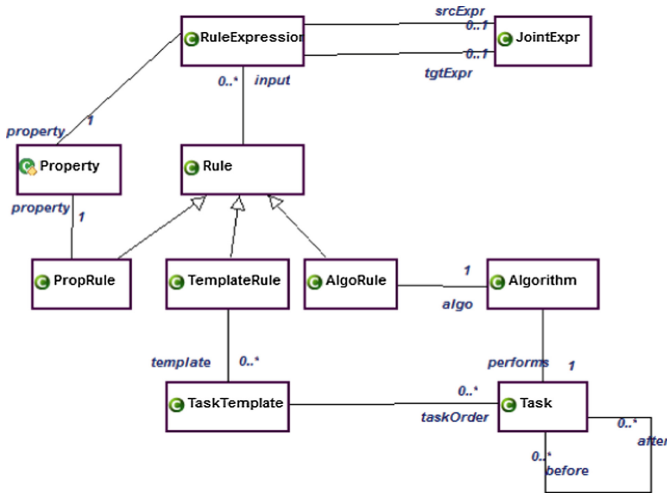 srcExpr
RuleExpression
0..1
JointExpr
0..1
0..*
input
tgtExpr
property
1
Property
Rule
property
1
PropRule
TemplateRule
AlgoRule
1
Algorithm
algo
template
0..*
performs
1
TaskTemplate
0..*
Task
taskOrder
0..*
after
0..*
before